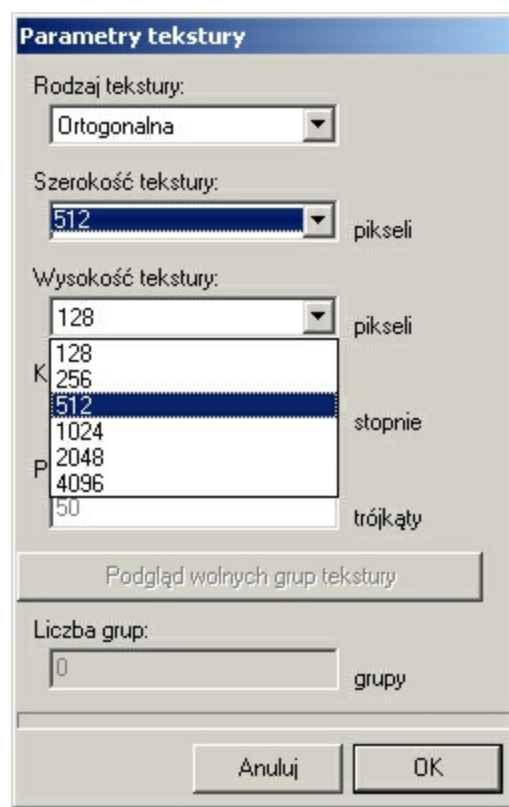 Parametry tekstury
Rodzaj tekstury:
Ortogonalna
Szerokość tekstury:
512 pikseli
Wysokość tekstury:
128 pikseli
128
K 256
512
1024 stopnie
P 2048
4096
50 trójkąty
Podgląd wolnych grup tekstury
Liczba grup:
0 grupy
Anuluj OK